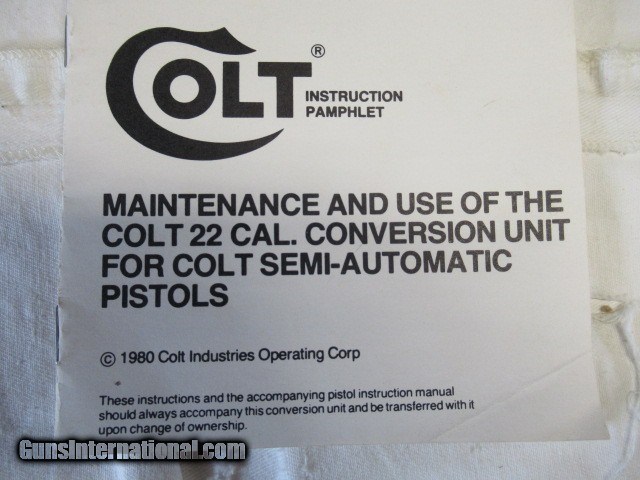 COLT ®
INSTRUCTION
PAMPHLET
MAINTENANCE AND USE OF THE
COLT 22 CAL. CONVERSION UNIT
FOR COLT SEMI-AUTOMATIC
PISTOLS
© 1980 Colt Industries Operating Corp
These instructions and the accompanying pistol instruction manual
should always accompany this conversion unit and be transferred with it
upon change of ownership.
GunsInternational.com